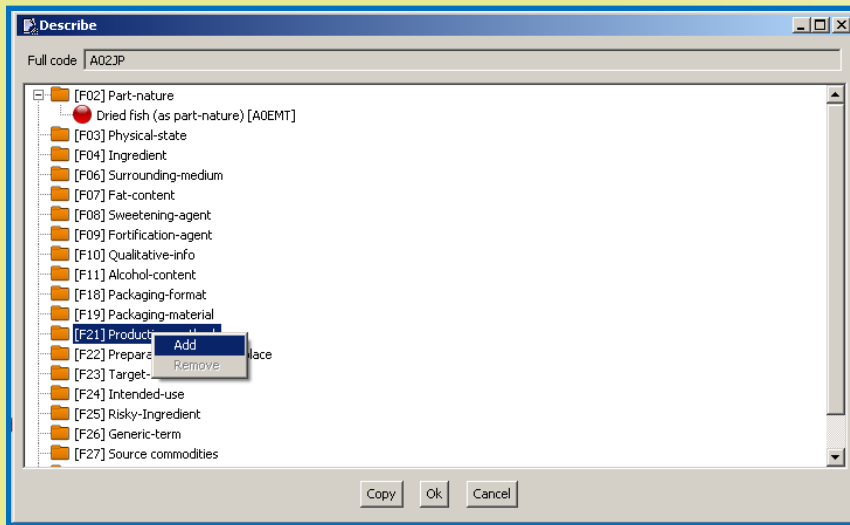 Describe
Full code A02JP
[F02] Part-nature
Dried fish (as part-nature) [A0EMT]
[F03] Physical-state
[F04] Ingredient
[F06] Surrounding-medium
[F07] Fat-content
[F08] Sweetening-agent
[F09] Fortification-agent
[F10] Qualitative-info
[F11] Alcohol-content
[F18] Packaging-format
[F19] Packaging-material
[F21]
Add
[F22] place
Remove
[F23] Target-
[F24] Intended-use
[F25] Risky-Ingredient
[F26] Generic-term
[F27] Source commodities
Copy Ok Cancel